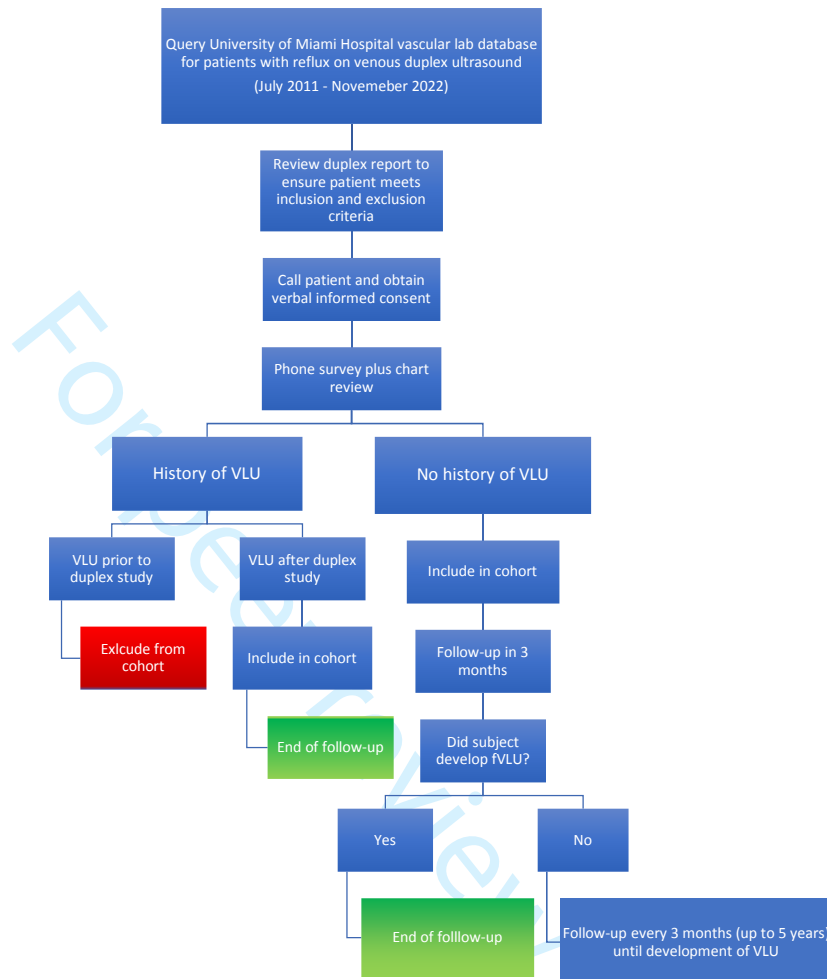 Query University of Miami Hospital vascular lab database
for patients with reflux on venous duplex ultrasound
(July 2011 - Novemeber 2022)
Review duplex report to
ensure patient meets
inclusion and exclusion
criteria
Call patient and obtain
verbal informed consent
Phone survey plus chart
review
History of VLU
No history of VLU
VLU prior to
duplex study
VLU after duplex
study
Include in cohort
Exlcude from
cohort
Include in cohort
Follow-up in 3
months
End of follow-up
Did subject
develop fVLU?
Yes
No
End of folllow-up
Follow-up every 3 months (up to 5 years)
until development of VLU
For peer review